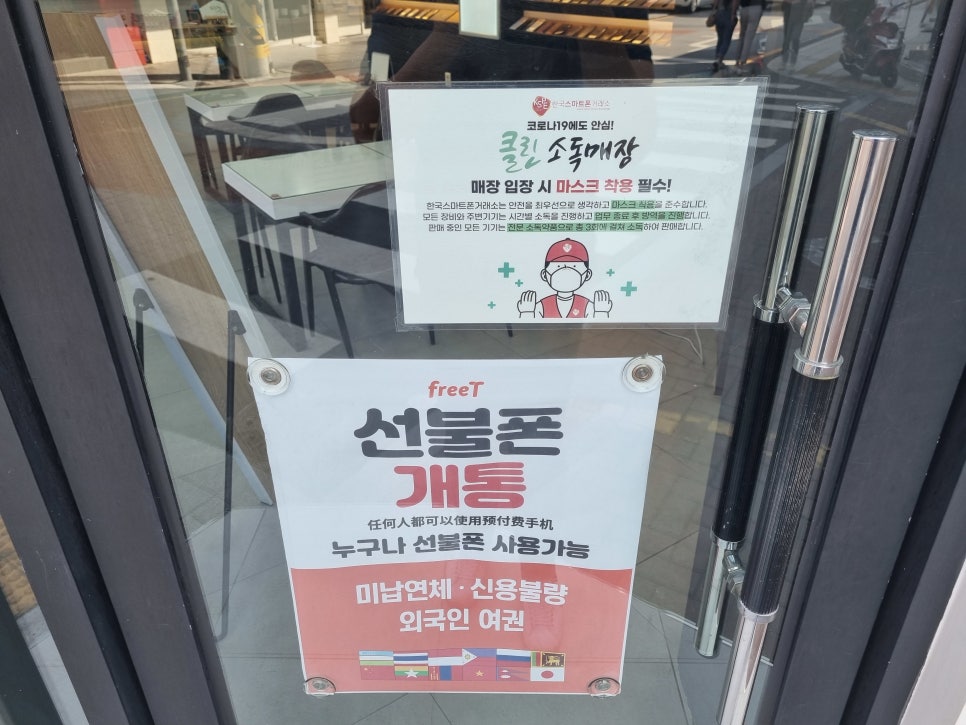 KSE 한국스마트폰거래소
코로나19에도 안심!
클린 소독매장
매장 입장 시 마스크 착용 필수!
한국스마트폰거래소는 안전을 최우선으로 생각하고 마스크 착용을 준수합니다.
모든 장비와 주변기기는 시간별 소독을 진행하고 업무 종료 후 방역을 진행합니다.
판매 중인 모든 기기는 전문 소독약품으로 총 3회에 걸쳐 소독하여 판매합니다.
freeT
선불폰
개통
任何人都可以使用预付费手机
누구나 선불폰 사용가능
미납연체·신용불량
외국인 여권